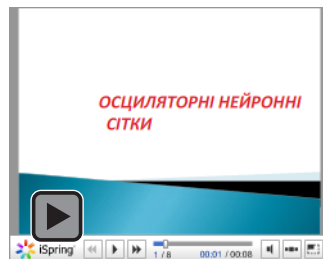 ОСЦИЛЯТОРНІ НЕЙРОННІ
СІТКИ
iSpring
1 / 8
00:01 / 00:08